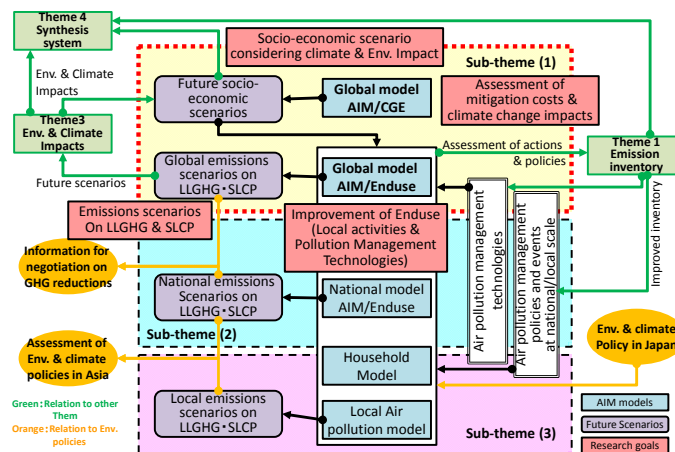 Theme 4
Synthesis
system
Socio-economic scenario
considering climate & Env. Impact
Sub-theme (1)
Env. & Climate
Impacts
Future socio-
economic
scenarios
Global model
AIM/CGE
Assessment of
mitigation costs &
climate change impacts
Theme3
Env. & Climate
Impacts
Assessment of actions
& policies
Theme 1
Emission
inventory
Future scenarios
Global emissions
scenarios on
LLGHG・SLCP
Global model
AIM/Enduse
Emissions scenarios
On LLGHG & SLCP
Improvement of Enduse
(Local activities &
Pollution Management
Technologies)
Air pollution management
technologies
Air pollution management
policies and events
at national/local scale
Improved inventory
Information for
negotiation on
GHG reductions
National emissions
Scenarios on
LLGHG・SLCP
National model
AIM/Enduse
Sub-theme (2)
Env. & climate
Policy in Japan
Assessment of
Env. & climate
policies in Asia
Household
Model
Local emissions
scenarios on
LLGHG・SLCP
Local Air
pollution model
Sub-theme (3)
Green：Relation to other
Them
Orange：Relation to Env.
policies
AIM models
Future Scenarios
Research goals